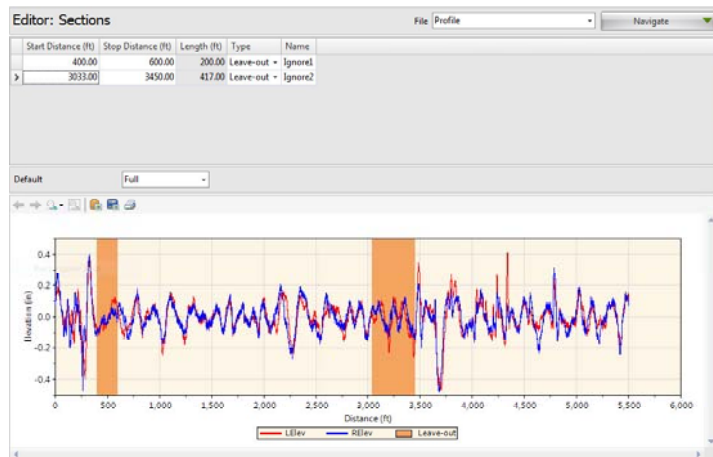 Editor: Sections File Profile Navigate
Start Distance (ft) Stop Distance (ft) Length (ft) Type Name
400.00 600.00 200.00 Leave-out Ignore1
3033.00 3450.00 417.00 Leave-out Ignore2
Default Full
0.4
0.2
0.0
-0.2
-0.4
Elevation (in)
0 500 1,000 1,500 2,000 2,500 3,000 3,500 4,000 4,500 5,000 5,500 6,000
Distance (ft)
LElev RElev Leave-out